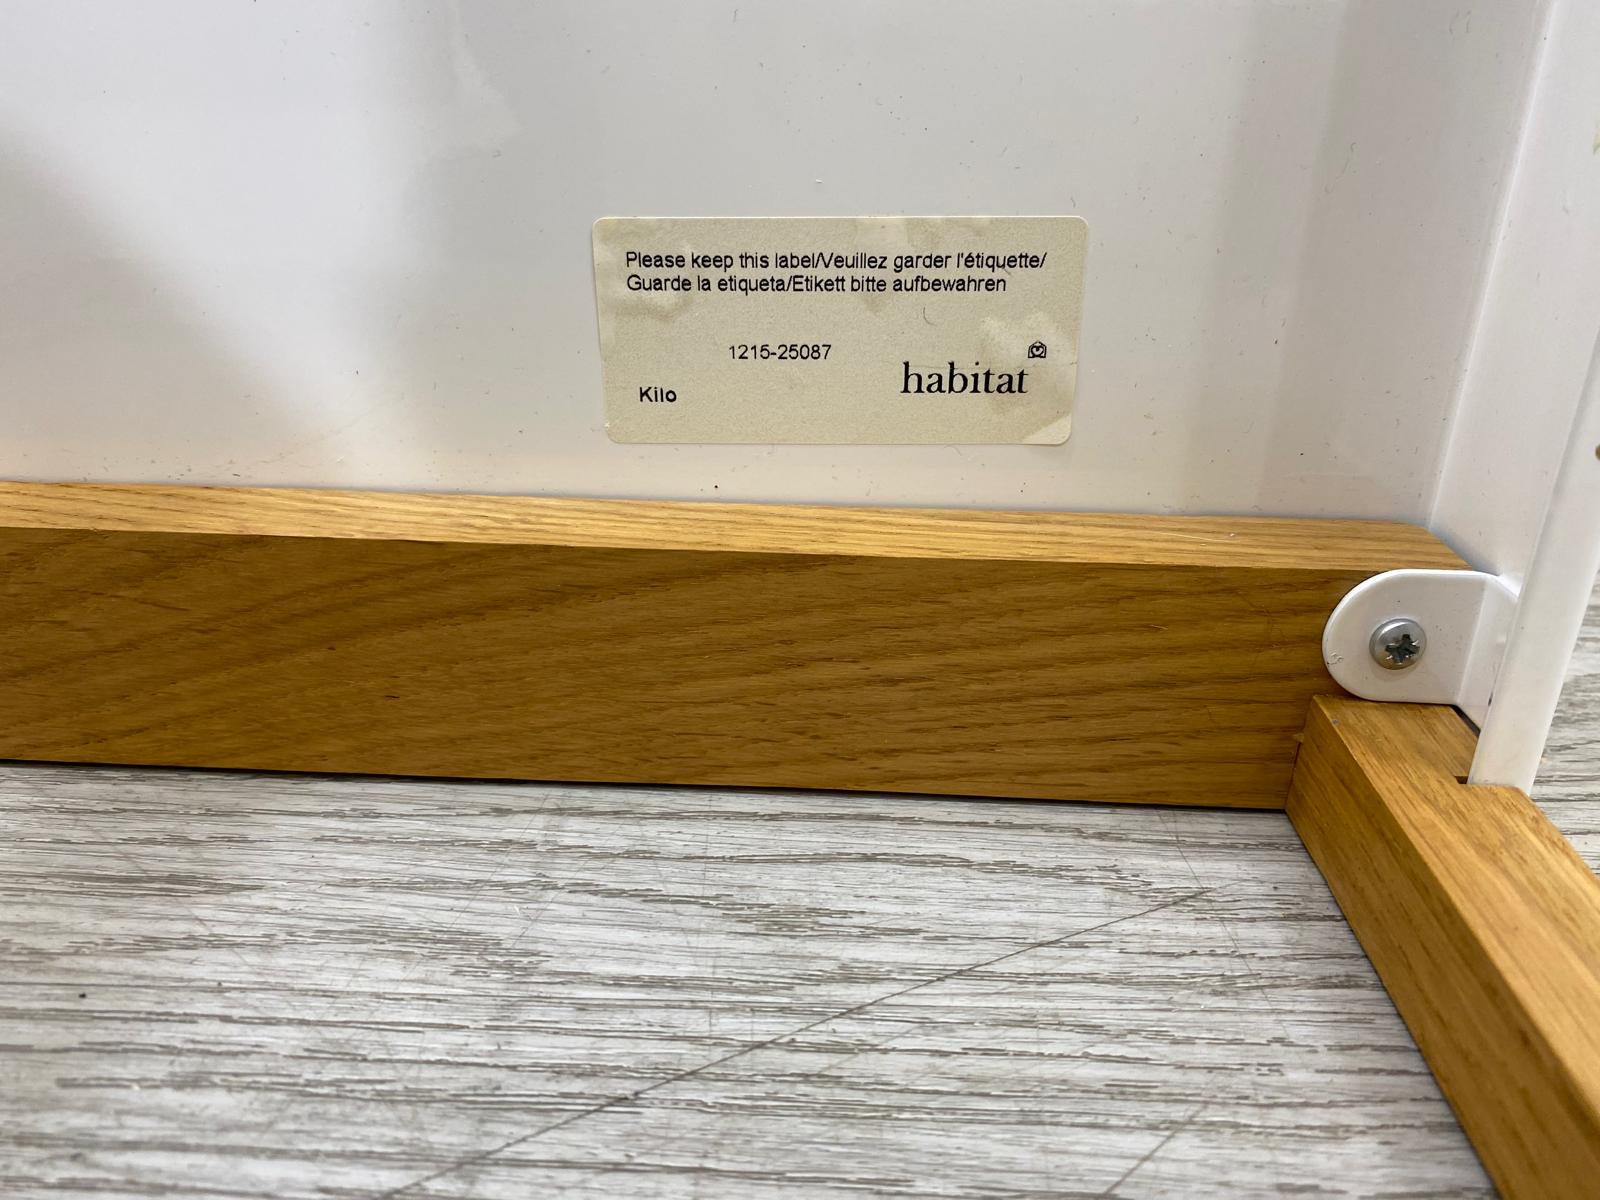 Please keep this label/Veuillez garder l'étiquette/
Guarde la etiqueta/Etikett bitte aufbewahren
1215-25087
Kilo
habitat